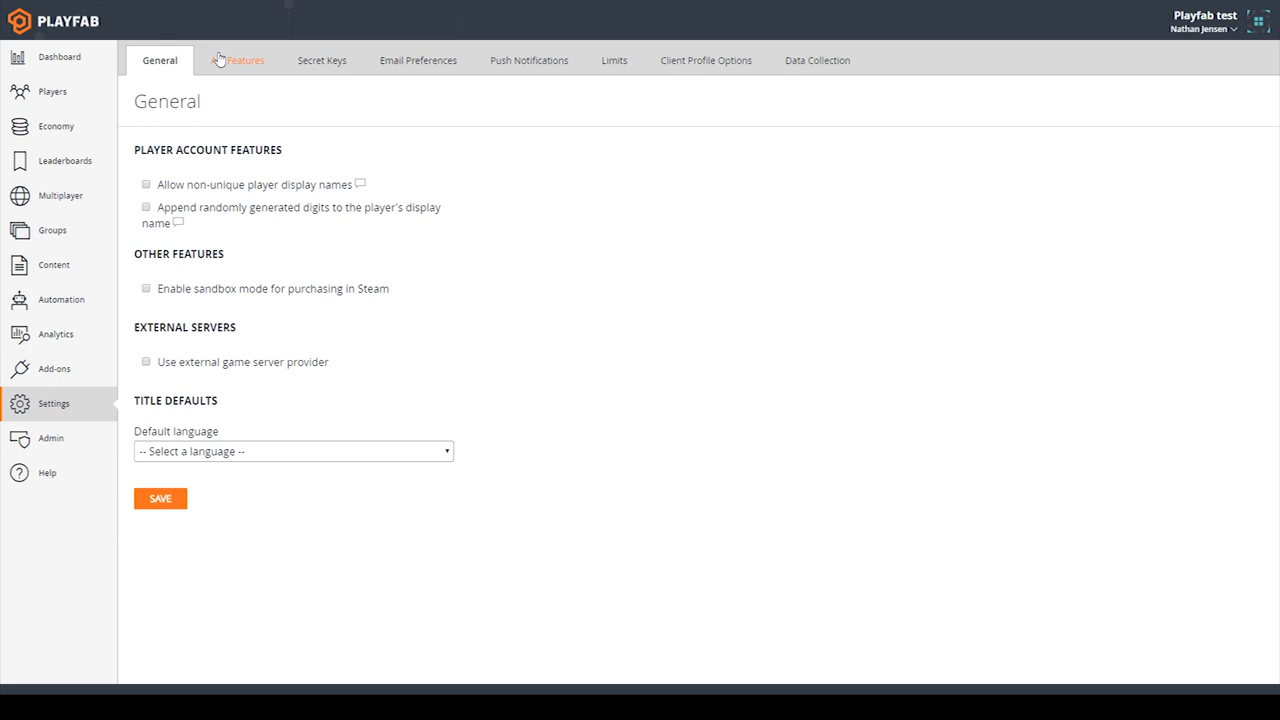 PLAYFAB
Playfab test
Nathan Jensen
Dashboard
Players
Economy
Leaderboards
Multiplayer
Groups
Content
Automation
Analytics
Add-ons
Settings
Admin
Help
General
Features
Secret Keys
Email Preferences
Push Notifications
Limits
Client Profile Options
Data Collection
General
PLAYER ACCOUNT FEATURES
Allow non-unique player display names
Append randomly generated digits to the player's display
name
OTHER FEATURES
Enable sandbox mode for purchasing in Steam
EXTERNAL SERVERS
Use external game server provider
TITLE DEFAULTS
Default language
-- Select a language --
SAVE